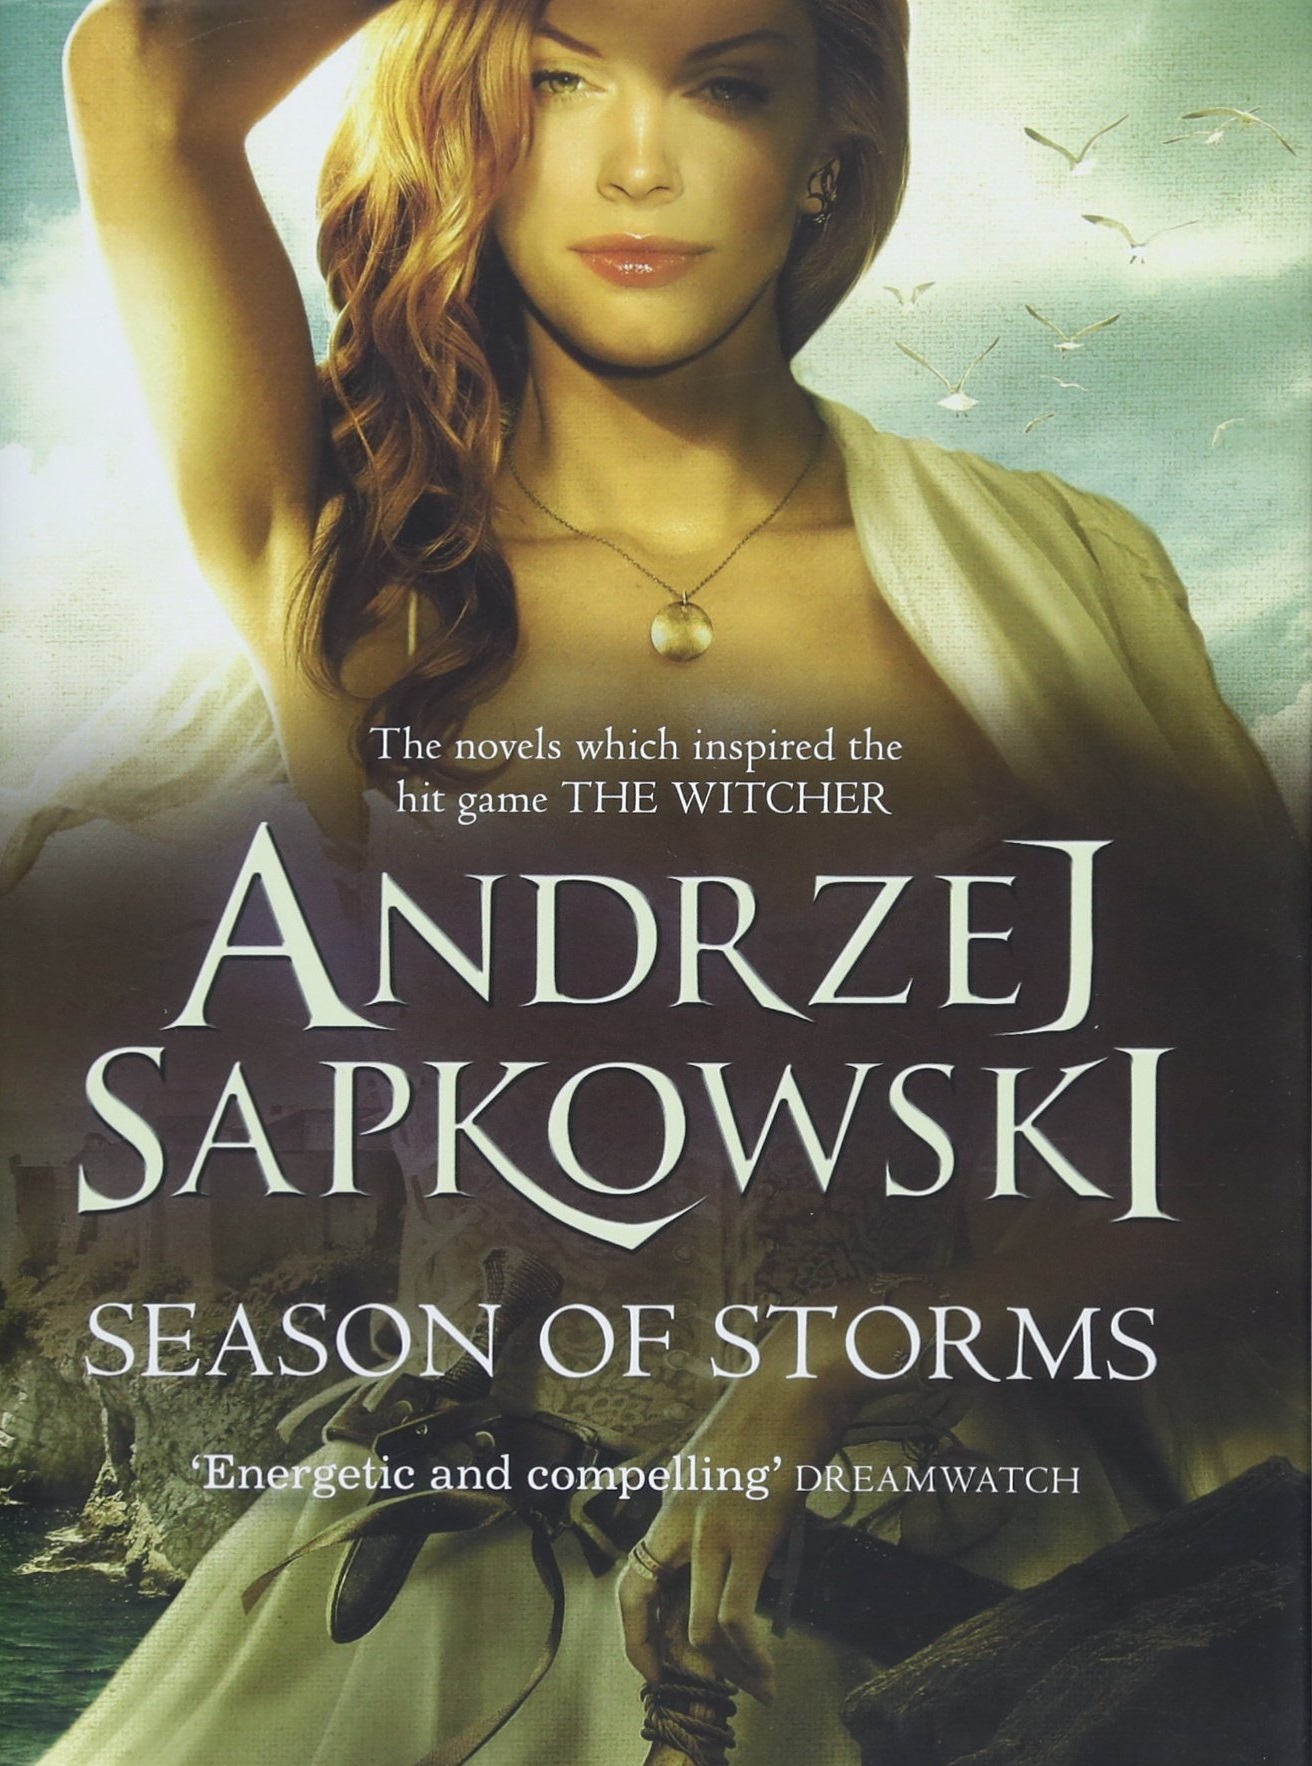 The novels which inspired the
hit game THE WITCHER
ANDRZEJ
SAPKOWSKI
SEASON OF STORMS
‘Energetic and compelling’ DREAMWATCH